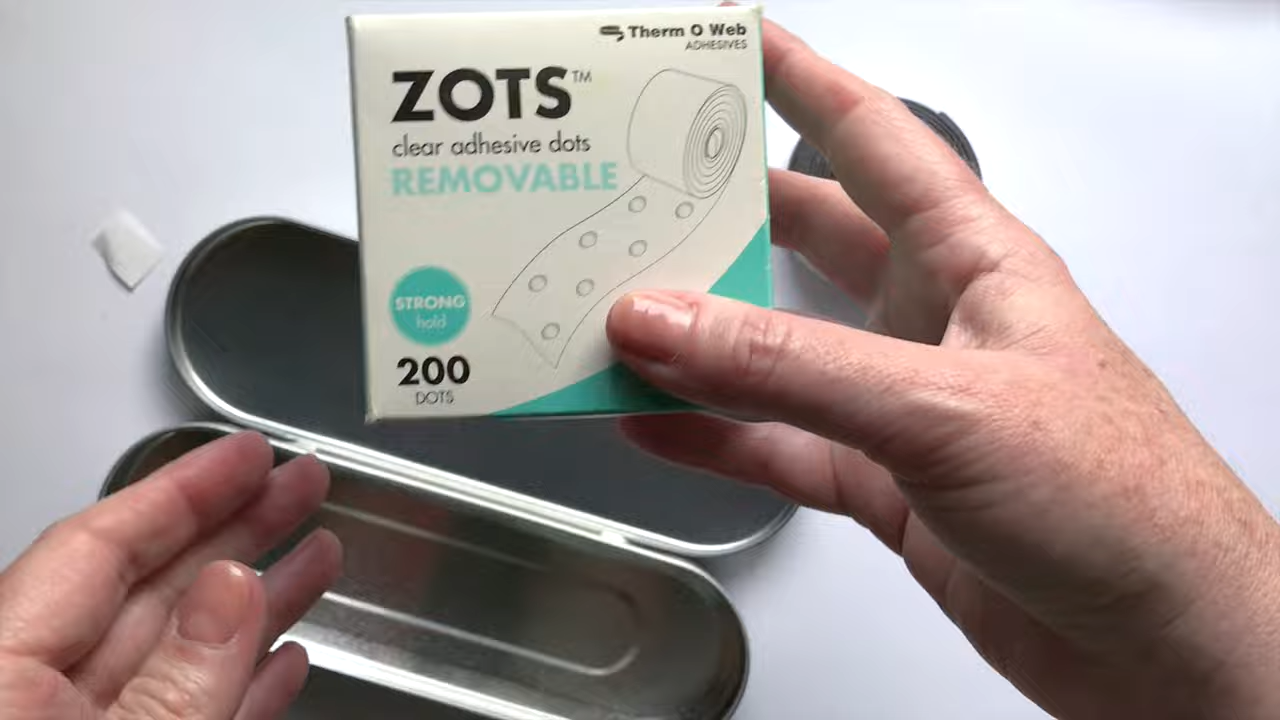 Therm O Web
ADHESIVES
ZOTS™
clear adhesive dots
REMOVABLE
STRONG
hold
200
DOTS